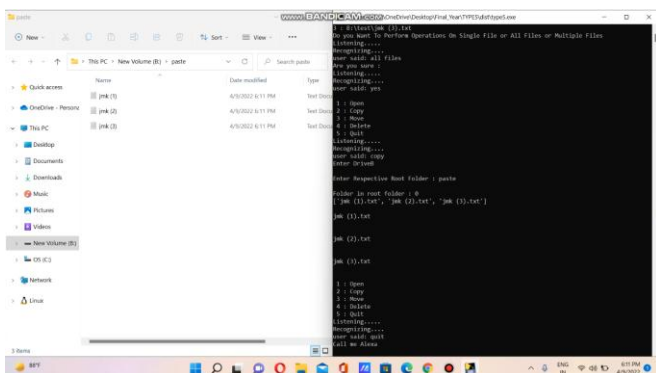 paste
www.BANDICAM.com
OneDrive\Desktop\Final_Year\TYPES\dist\type5.exe
New
Sort
View
This PC
New Volume (B:)
paste
Search paste
Name
Date modified
Type
Quick access
OneDrive - Persona
This PC
Desktop
Documents
Downloads
Music
Pictures
Videos
New Volume (B:)
OS (C:)
Network
Linux
jmk (1)
4/9/2022 6:11 PM
Text Docu
jmk (2)
4/9/2022 6:11 PM
Text Docu
jmk (3)
4/9/2022 6:11 PM
Text Docu
3 items
3 : B:\test\jmk (3).txt
Do you Want To Perform Operations On Single File or All Files or Multiple Files
Listening.....
Recognizing....
user said: all files
Are you sure :
Listening.....
Recognizing....
user said: yes
1 : Open
2 : Copy
3 : Move
4 : Delete
5 : Quit
Listening.....
Recognizing....
user said: copy
Enter DriveB
Enter Respective Root Folder : paste
Folder in root folder : 0
['jmk (1).txt', 'jmk (2).txt', 'jmk (3).txt']
jmk (1).txt
jmk (2).txt
jmk (3).txt
1 : Open
2 : Copy
3 : Move
4 : Delete
5 : Quit
Listening.....
Recognizing....
user said: quit
Call me Alexa
88°F
ENG
IN
6:11 PM
4/9/2022